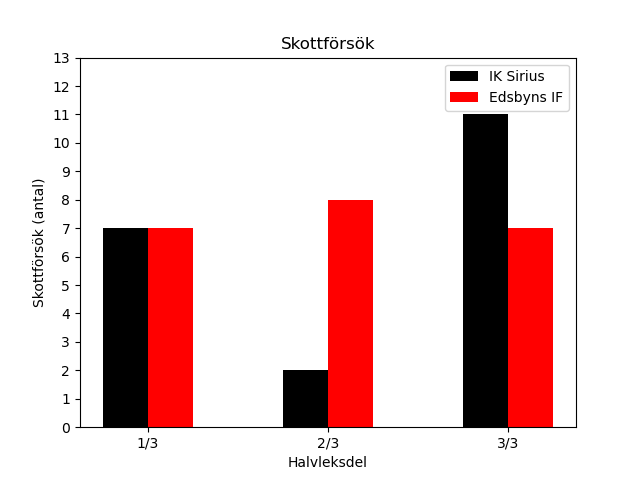 Skottförsök
13
12
11
10
9
8
7
6
5
4
3
2
1
0
Skottförsök (antal)
IK Sirius
Edsbyns IF
1/3 2/3 3/3
Halvleksdel